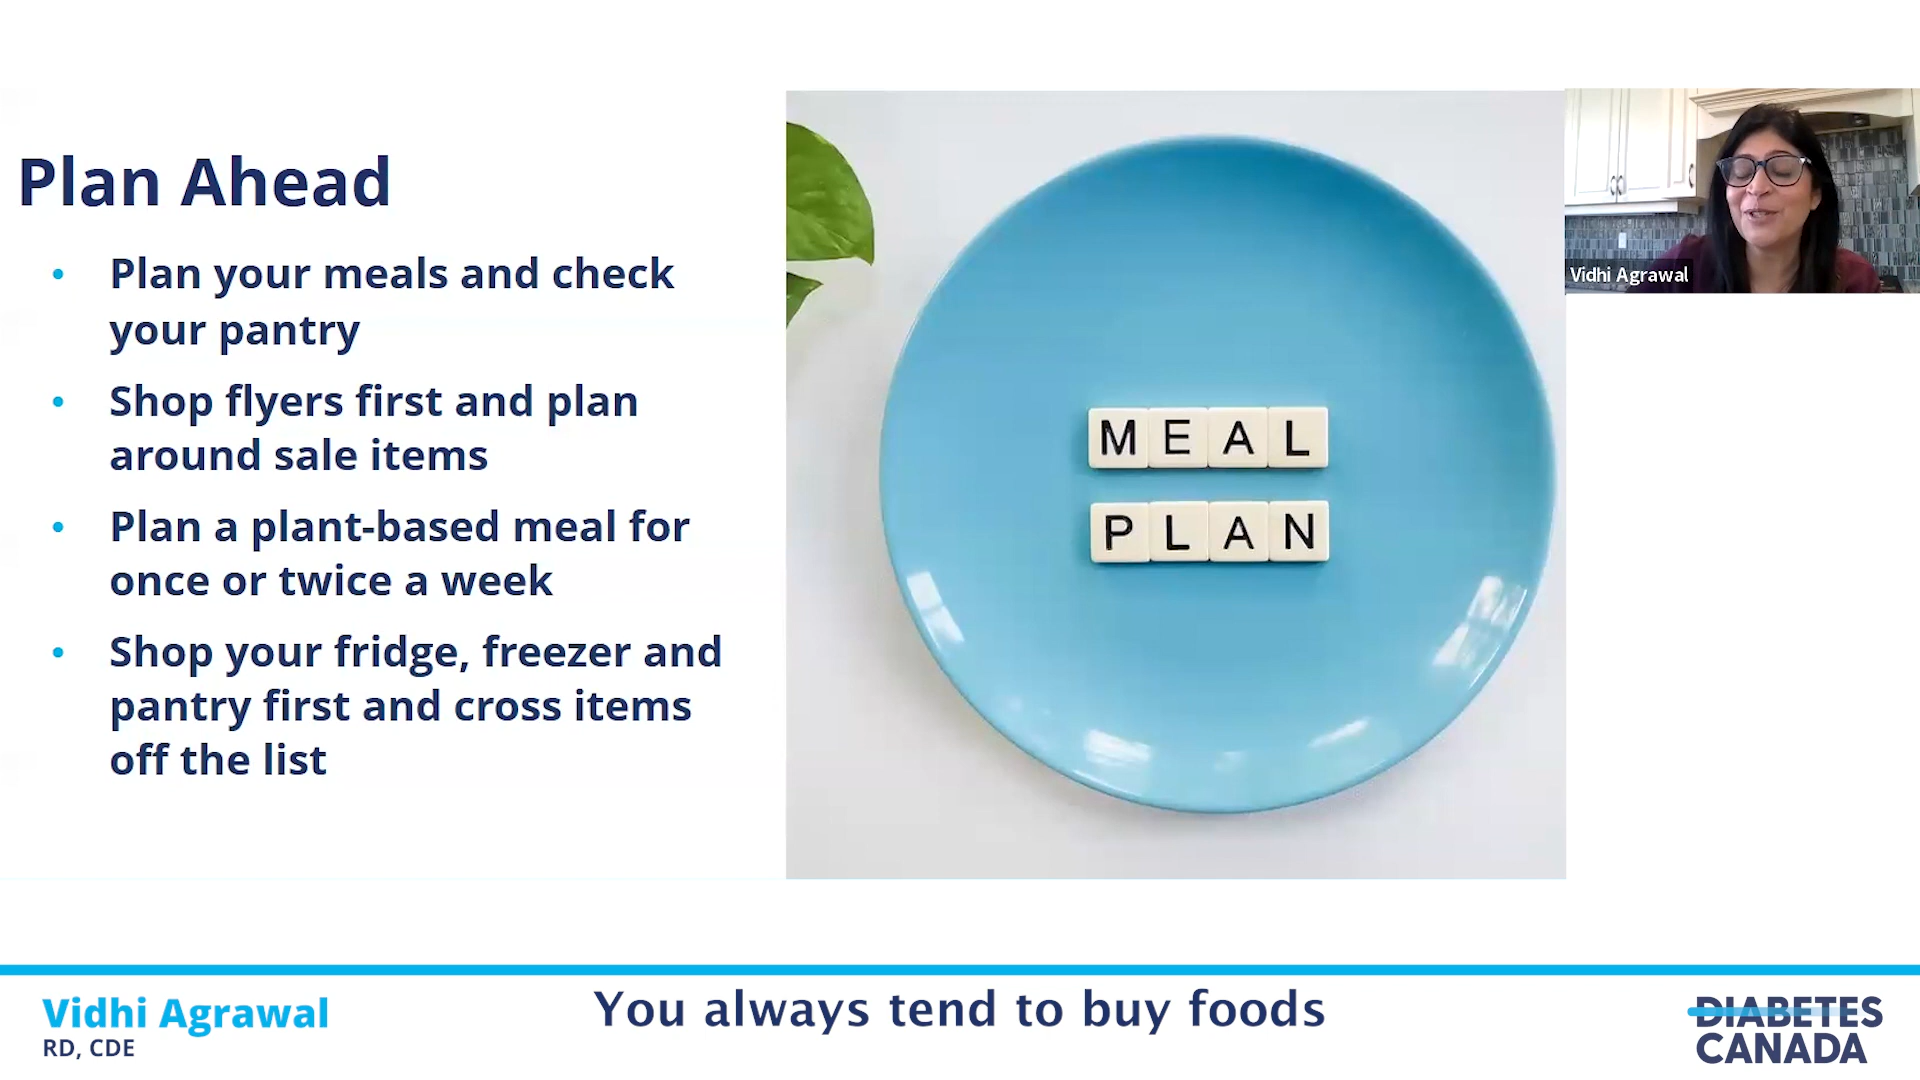 Plan Ahead
• Plan your meals and check
your pantry
• Shop flyers first and plan
around sale items
• Plan a plant-based meal for
once or twice a week
• Shop your fridge, freezer and
pantry first and cross items
off the list
MEAL
PLAN
Vidhi Agrawal
Vidhi Agrawal
RD, CDE
You always tend to buy foods
DIABETES
CANADA